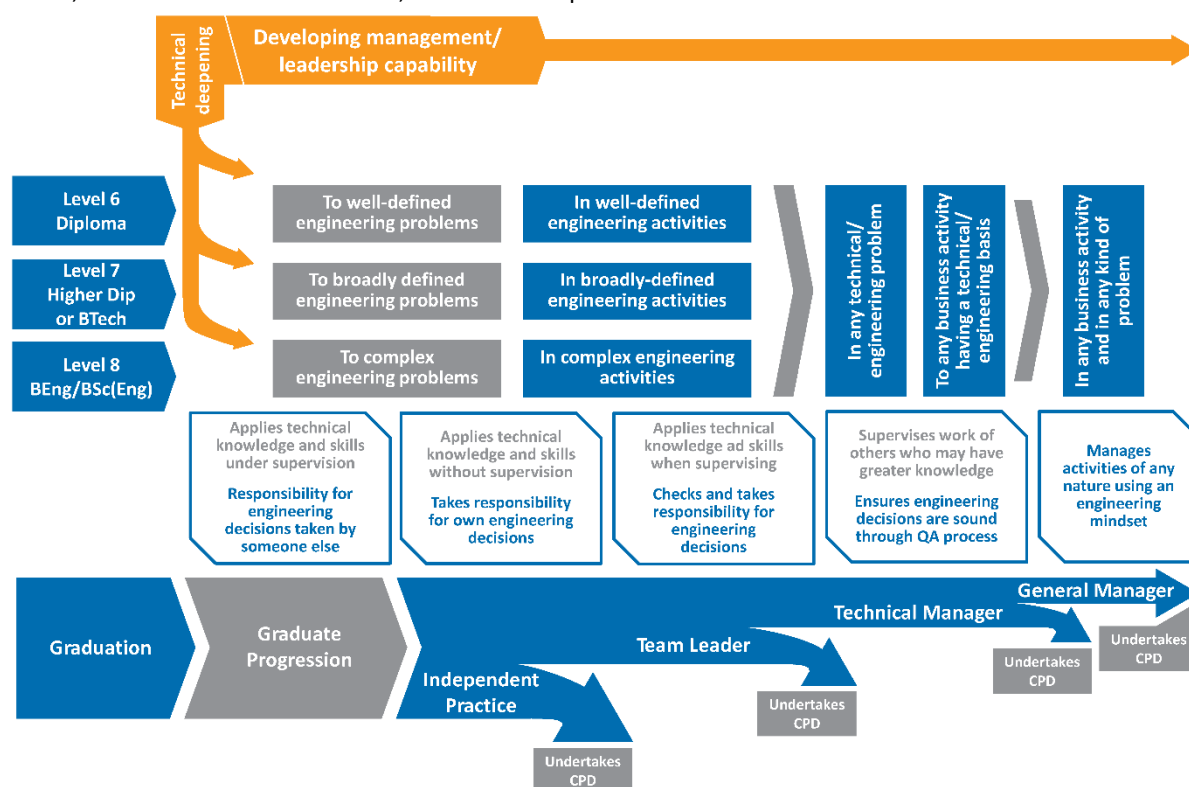 Technical
deepening
Developing management/
leadership capability
Level 6
Diploma
To well-defined
engineering problems
In well-defined
engineering activities
Level 7
Higher Dip
or BTech
To broadly defined
engineering problems
In broadly-defined
engineering activities
Level 8
BEng/BSc(Eng)
To complex
engineering problems
In complex engineering
activities
In any technical/
engineering problem
To any business activity
having a technical/
engineering basis
In any business activity
and in any kind of
problem
Applies technical
knowledge and skills
under supervision
Responsibility for
engineering
decisions taken by
someone else
Applies technical
knowledge and skills
without supervision
Takes responsibility
for own engineering
decisions
Applies technical
knowledge ad skills
when supervising
Checks and takes
responsibility for
engineering
decisions
Supervises work of
others who may have
greater knowledge
Ensures engineering
decisions are sound
through QA process
Manages
activities of any
nature using an
engineering
mindset
Graduation
Graduate
Progression
Independent
Practice
Team Leader
Technical Manager
General Manager
Undertakes
CPD
Undertakes
CPD
Undertakes
CPD
Undertakes
CPD